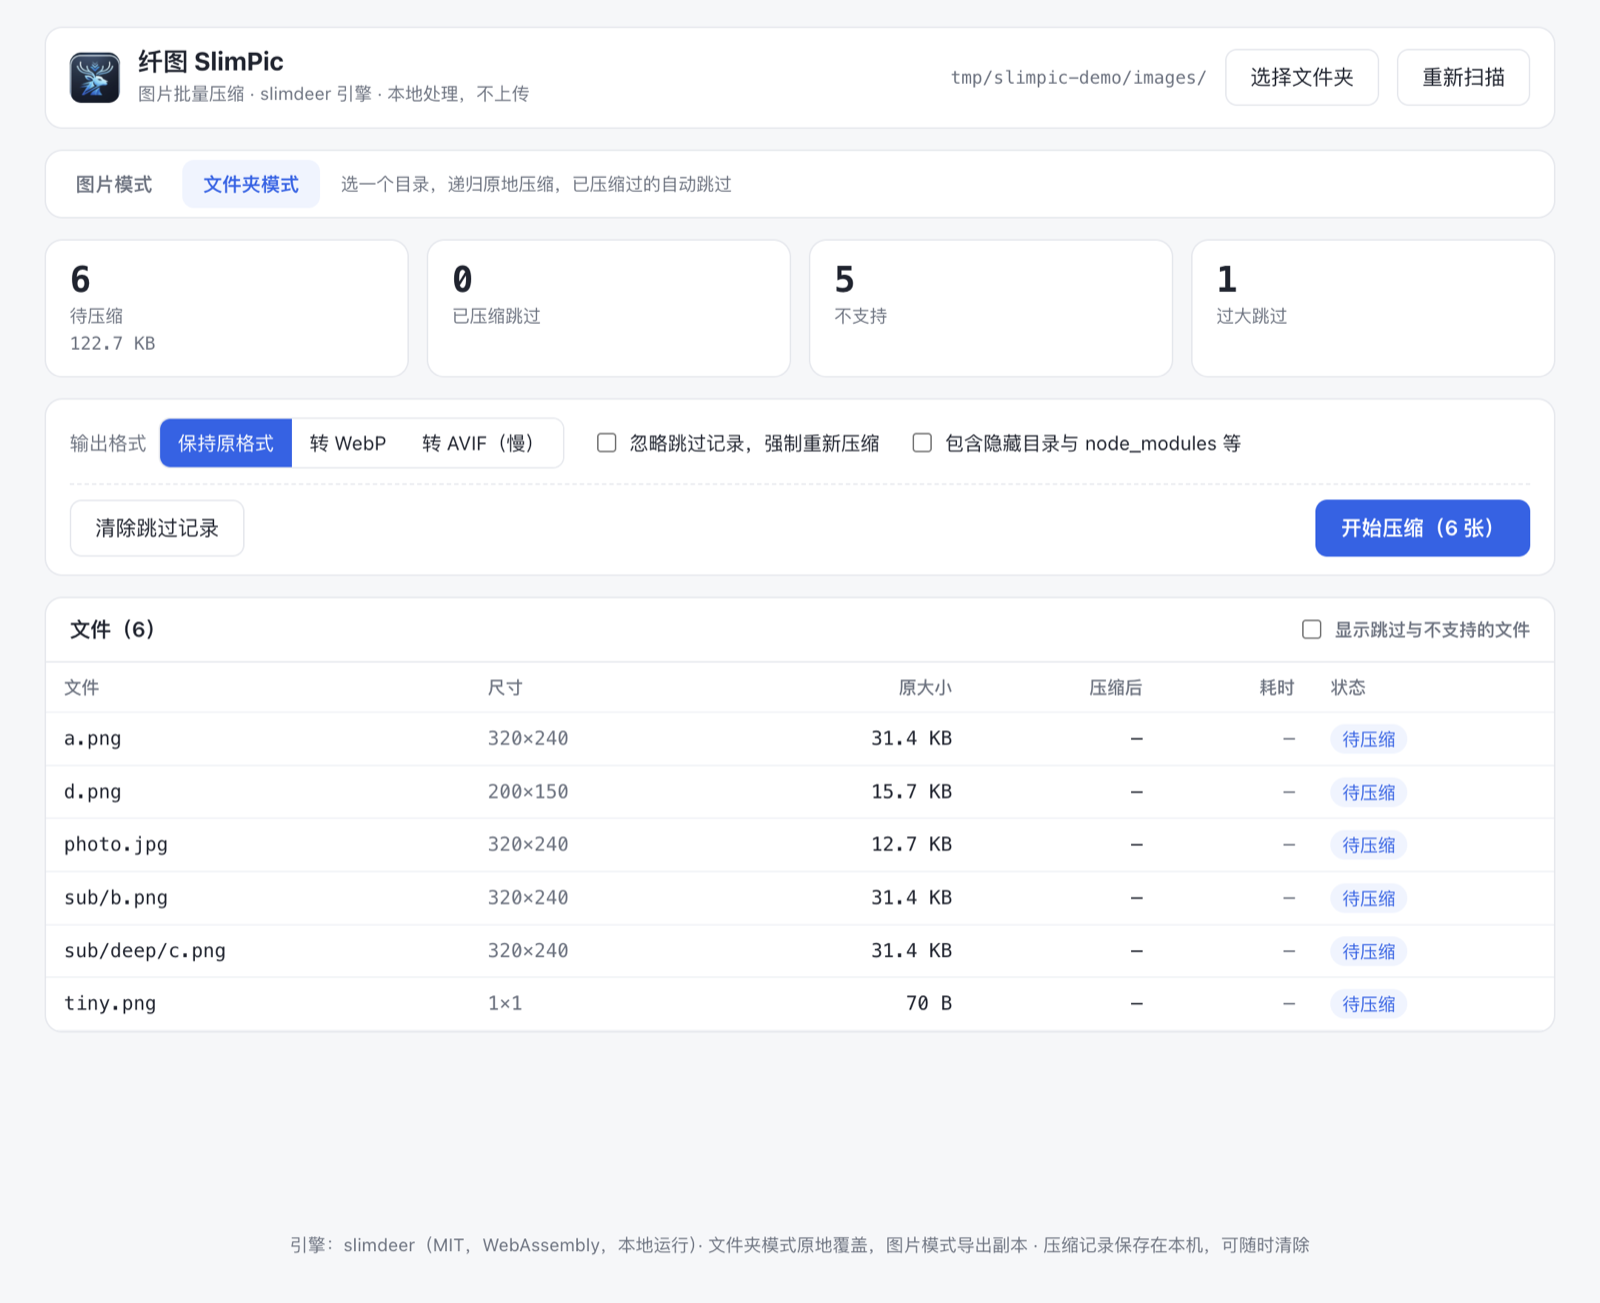 纤图 SlimPic
图片批量压缩 · slimdeer 引擎 · 本地处理，不上传
tmp/slimpic-demo/images/
选择文件夹
重新扫描
图片模式
文件夹模式
选一个目录，递归原地压缩，已压缩过的自动跳过
6
待压缩
122.7 KB
0
已压缩跳过
5
不支持
1
过大跳过
输出格式 保持原格式 转 WebP 转 AVIF（慢） 忽略跳过记录，强制重新压缩 包含隐藏目录与 node_modules 等
清除跳过记录
开始压缩（6 张）
文件（6）
显示跳过与不支持的文件
文件 尺寸 原大小 压缩后 耗时 状态
a.png 320×240 31.4 KB — — 待压缩
d.png 200×150 15.7 KB — — 待压缩
photo.jpg 320×240 12.7 KB — — 待压缩
sub/b.png 320×240 31.4 KB — — 待压缩
sub/deep/c.png 320×240 31.4 KB — — 待压缩
tiny.png 1×1 70 B — — 待压缩
引擎：slimdeer（MIT，WebAssembly，本地运行）· 文件夹模式原地覆盖，图片模式导出副本 · 压缩记录保存在本机，可随时清除